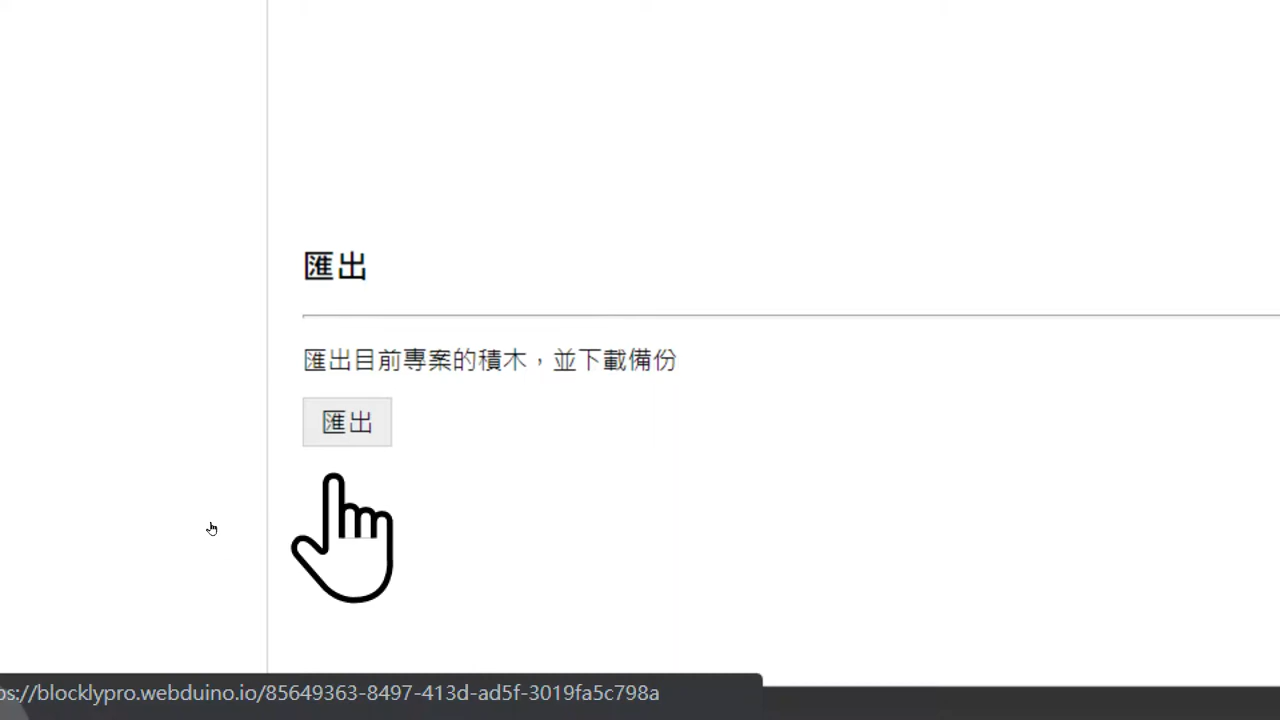 匯出
匯出目前專案的積木，並下載備份
匯出
ps://blocklypro.webduino.io/85649363-8497-413d-ad5f-3019fa5c798a